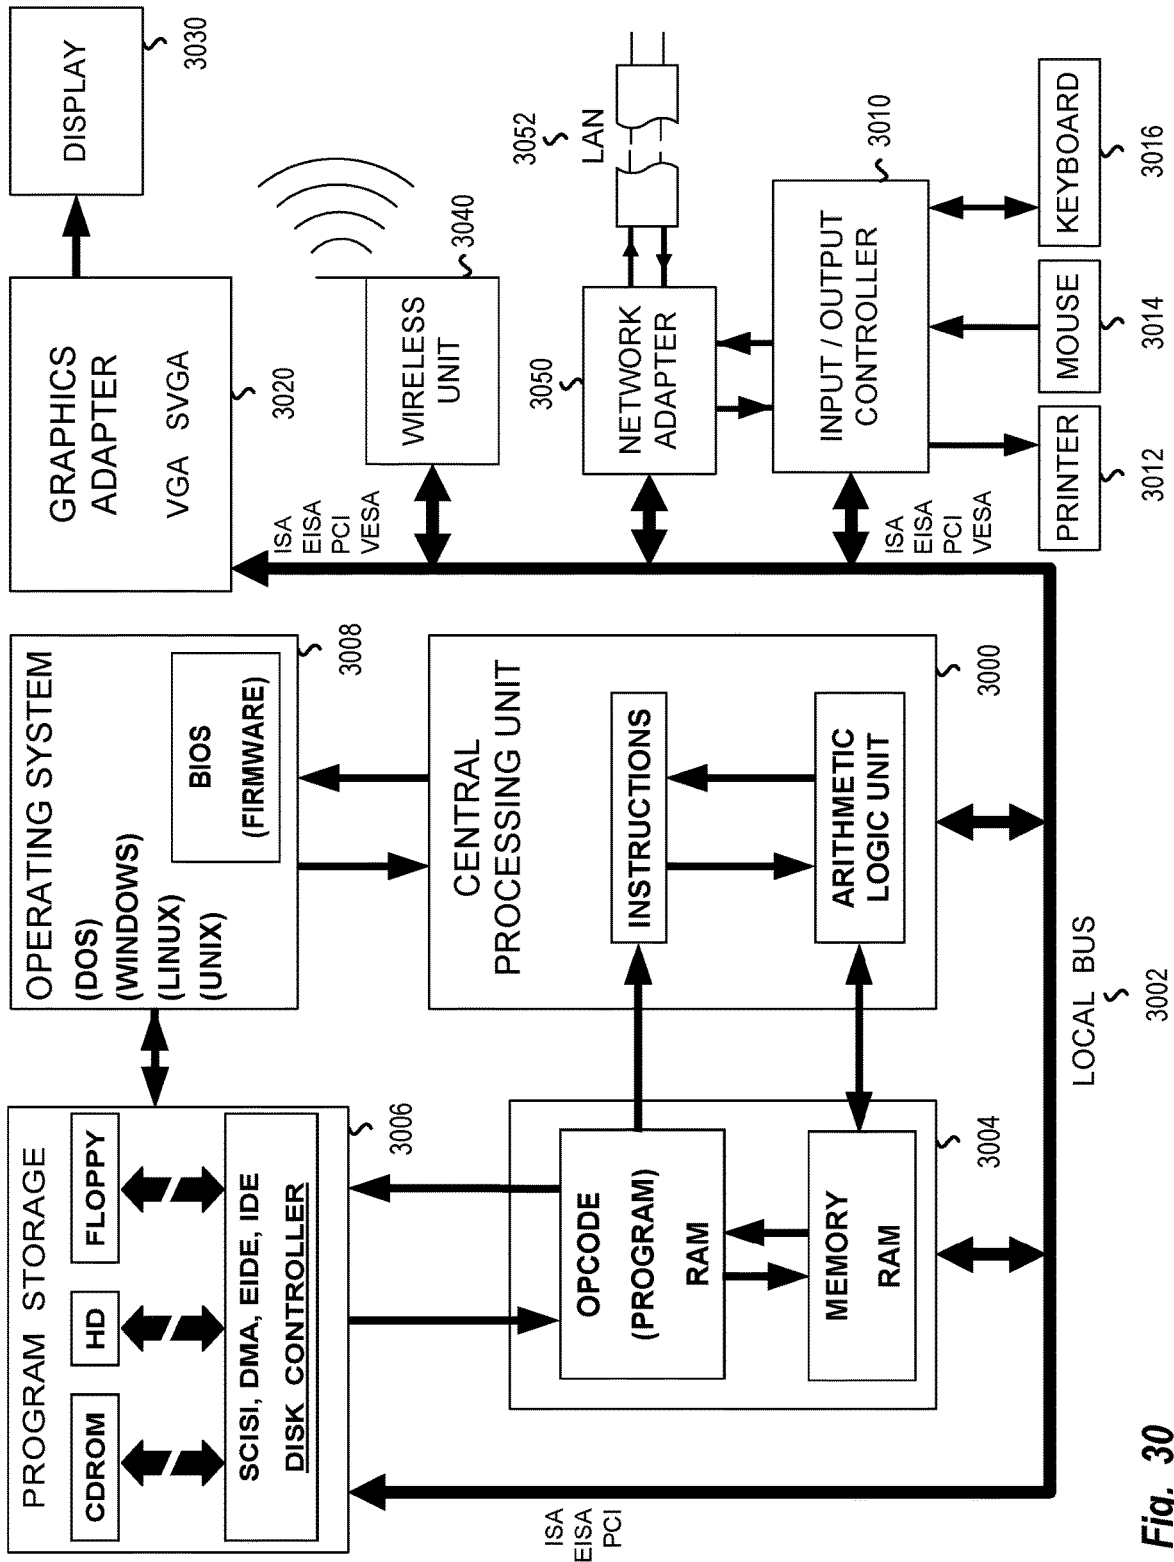 PROGRAM STORAGE
CDROM
HD
FLOPPY
SCISI, DMA, EIDE, IDE
DISK CONTROLLER
3006
OPERATING SYSTEM
(DOS)
(WINDOWS)
(LINUX)
(UNIX)
BIOS
(FIRMWARE)
3008
GRAPHICS
ADAPTER
VGA SVGA
3020
DISPLAY
3030
ISA
EISA
PCI
OPCODE
(PROGRAM)
RAM
MEMORY
RAM
3004
CENTRAL
PROCESSING UNIT
INSTRUCTIONS
ARITHMETIC
LOGIC UNIT
3000
ISA
EISA
PCI
VESA
WIRELESS
UNIT
3040
3050
NETWORK
ADAPTER
3052
LAN
INPUT / OUTPUT
CONTROLLER
3010
ISA
EISA
PCI
VESA
PRINTER
3012
MOUSE
3014
KEYBOARD
3016
LOCAL BUS
3002
Fig. 30